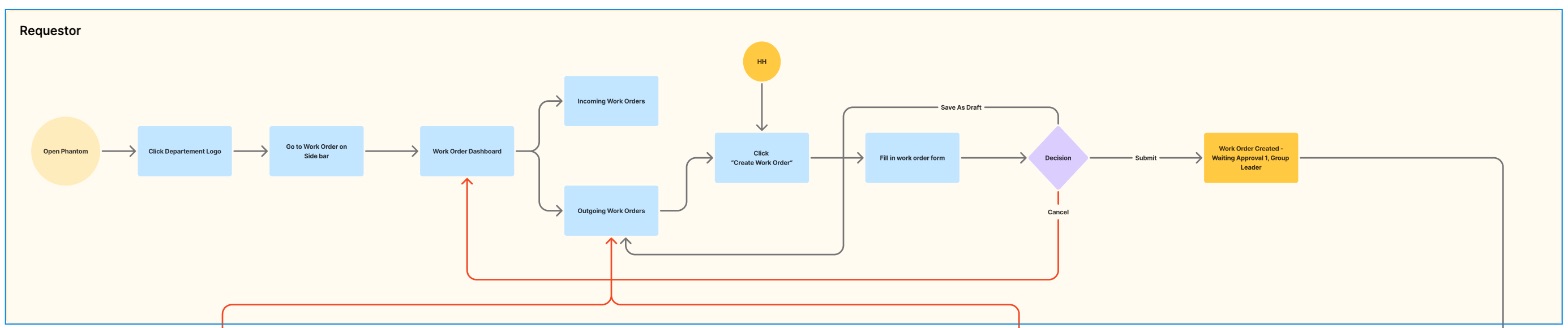 Requestor
Open Phantom
Click Departement Logo
Go to Work Order on
Side bar
Work Order Dashboard
Incoming Work Orders
Outgoing Work Orders
HH
Click
"Create Work Order"
Fill in work order form
Save As Draft
Decision
Submit
Cancel
Work Order Created -
Waiting Approval 1, Group
Leader